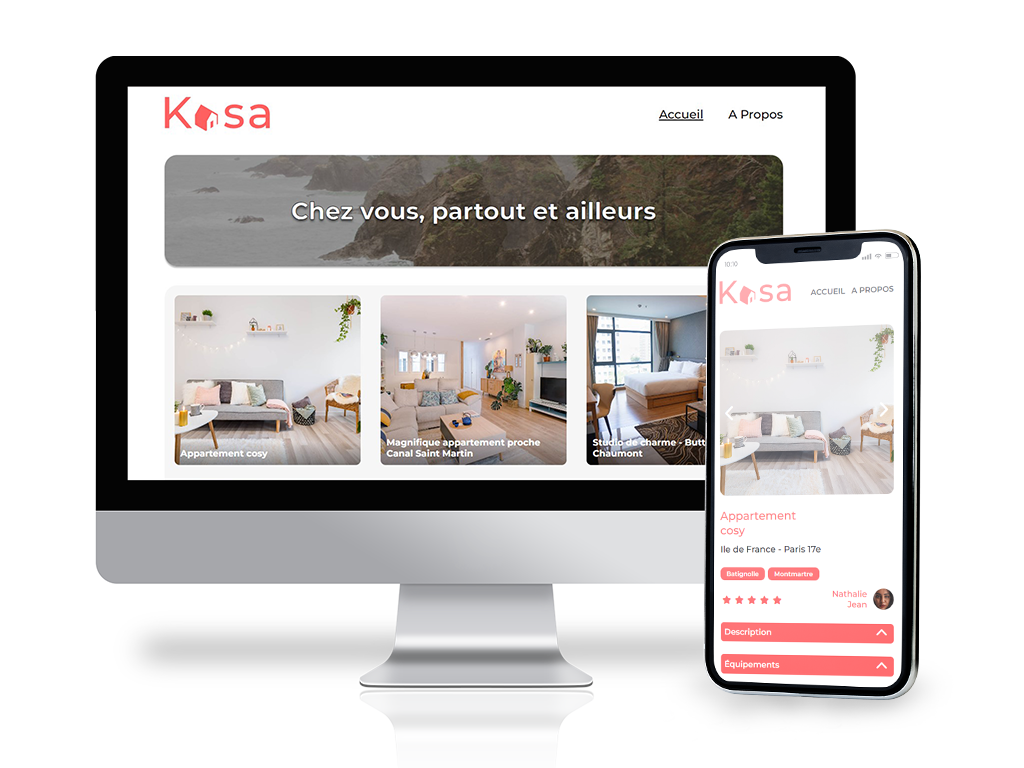 Kasa
Accueil A Propos
Chez vous, partout et ailleurs
Appartement cosy
Magnifique appartement proche
Canal Saint Martin
Studio de charme - Butt
Chaumont
10:10
Kasa
ACCUEIL A PROPOS
Appartement
cosy
Ile de France - Paris 17e
Batignolle Montmartre
Nathalie
Jean
Description
Équipements